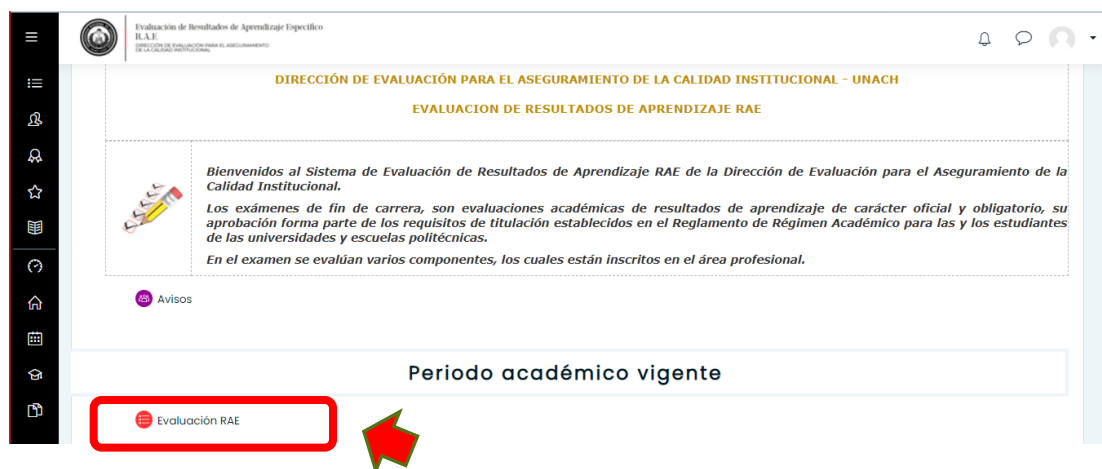 Evaluación de Resultados de Aprendizaje Específico
R.A.E
DIRECCIÓN DE EVALUACIÓN PARA EL ASEGURAMIENTO
DE LA CALIDAD INSTITUCIONAL
DIRECCIÓN DE EVALUACIÓN PARA EL ASEGURAMIENTO DE LA CALIDAD INSTITUCIONAL - UNACH
EVALUACION DE RESULTADOS DE APRENDIZAJE RAE
Bienvenidos al Sistema de Evaluación de Resultados de Aprendizaje RAE de la Dirección de Evaluación para el Aseguramiento de la
Calidad Institucional.
Los exámenes de fin de carrera, son evaluaciones académicas de resultados de aprendizaje de carácter oficial y obligatorio, su
aprobación forma parte de los requisitos de titulación establecidos en el Reglamento de Régimen Académico para las y los estudiantes
de las universidades y escuelas politécnicas.
En el examen se evalúan varios componentes, los cuales están inscritos en el área profesional.
Avisos
Periodo académico vigente
Evaluación RAE